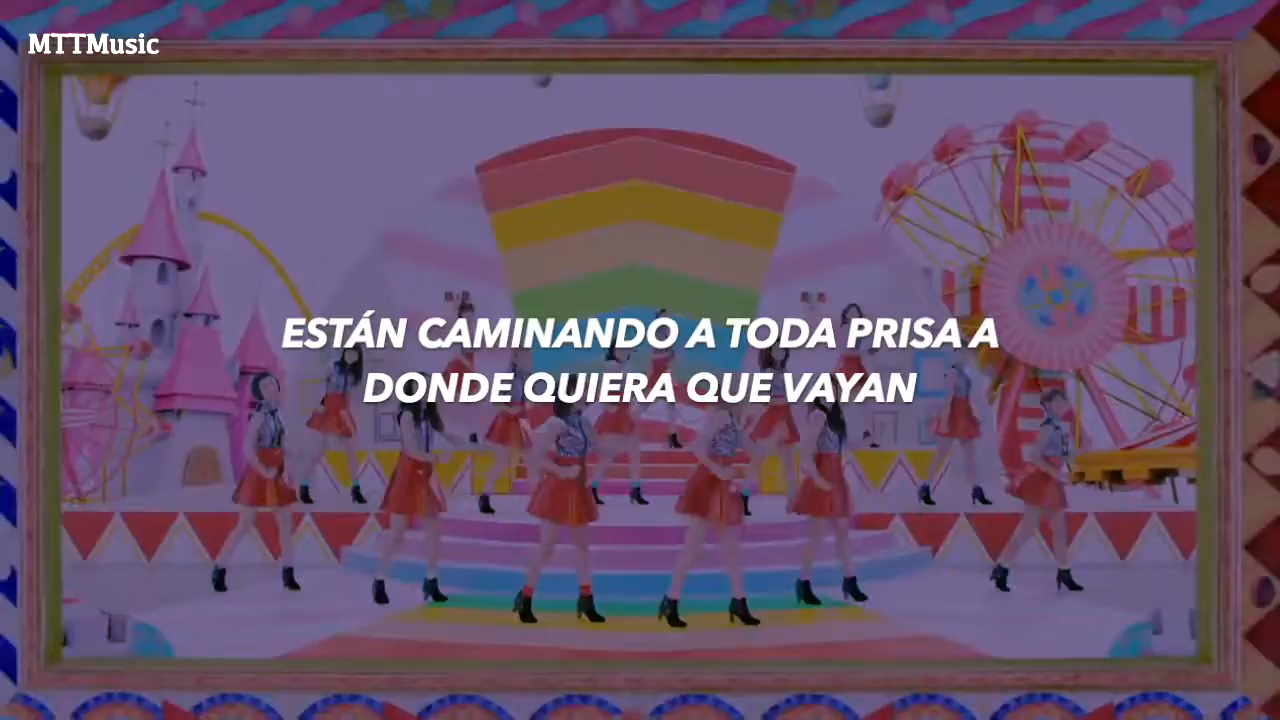 MTTMusic
ESTÁN CAMINANDO A TODA PRISA A
DONDE QUIERA QUE VAYAN